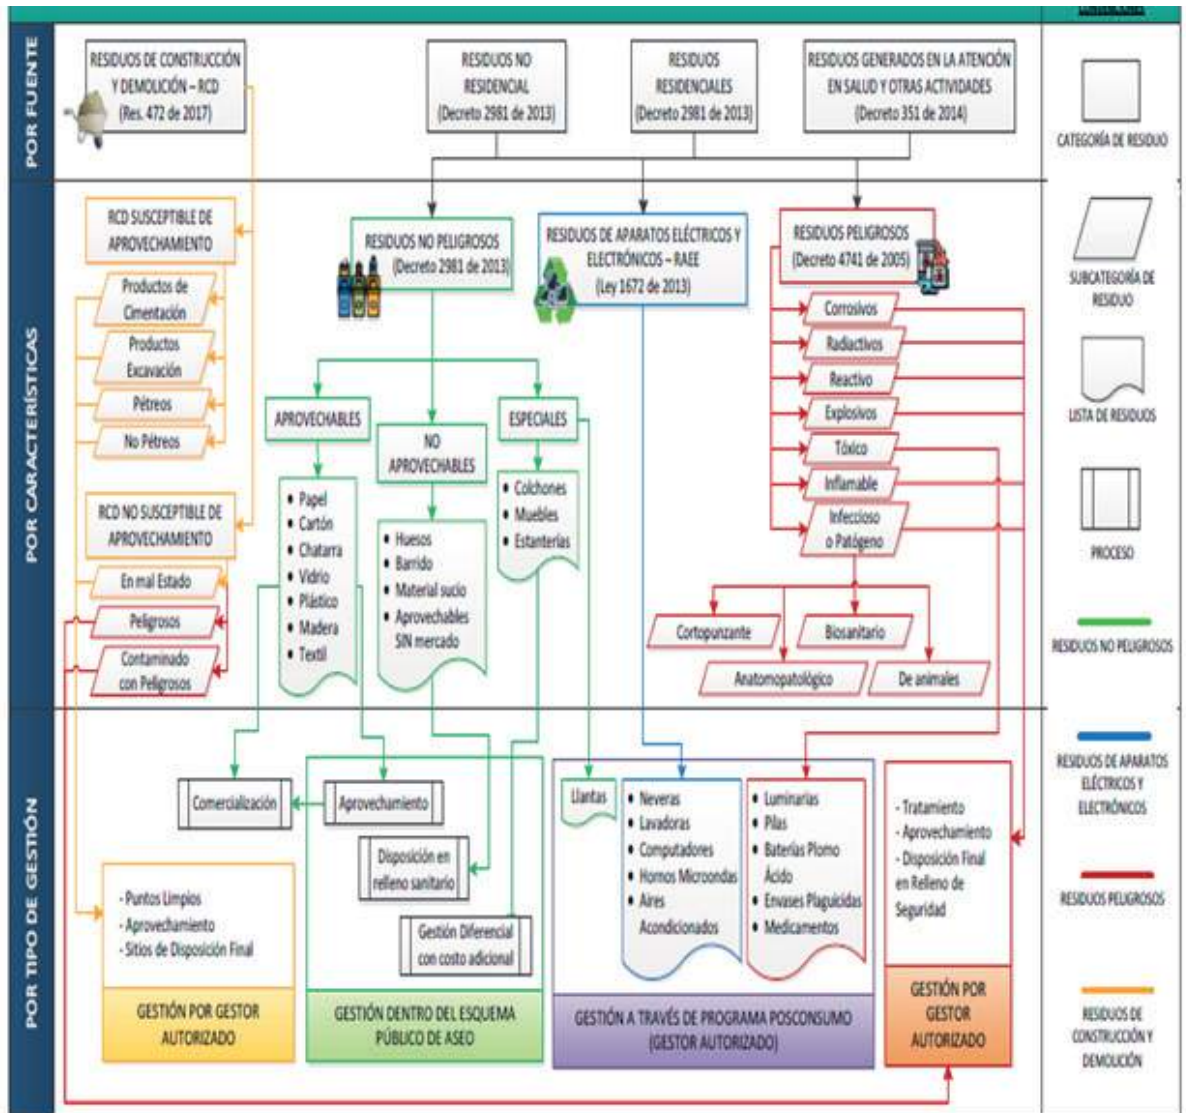 POR FUENTE
RESIDUOS DE CONSTRUCCIÓN
Y DEMOLICIÓN – RCD
(Res. 472 de 2017)
RESIDUOS NO
RESIDENCIAL
(Decreto 2981 de 2013)
RESIDUOS
RESIDENCIALES
(Decreto 2981 de 2013)
RESIDUOS GENERADOS EN LA ATENCIÓN
EN SALUD Y OTRAS ACTIVIDADES
(Decreto 351 de 2014)
POR CARACTERÍSTICAS
RCD SUSCEPTIBLE DE
APROVECHAMIENTO
Productos de
Cimentación
Productos
Excavación
Pétreos
No Pétreos
RCD NO SUSCEPTIBLE DE
APROVECHAMIENTO
En mal Estado
Peligrosos
Contaminado
con Peligrosos
RESIDUOS NO PELIGROSOS
(Decreto 2981 de 2013)
APROVECHABLES
• Papel
• Cartón
• Chatarra
• Vidrio
• Plástico
• Madera
• Textil
NO
APROVECHABLES
• Huesos
• Barrido
• Material sucio
• Aprovechables
SIN mercado
ESPECIALES
• Colchones
• Muebles
• Estanterías
RESIDUOS DE APARATOS ELÉCTRICOS Y
ELECTRÓNICOS – RAEE
(Ley 1672 de 2013)
RESIDUOS PELIGROSOS
(Decreto 4741 de 2005)
Corrosivos
Radiactivos
Reactivo
Explosivos
Tóxico
Inflamable
Infeccioso
o Patógeno
Cortopunzante
Biosanitario
Anatomopatológico
De animales
POR TIPO DE GESTIÓN
- Puntos Limpios
- Aprovechamiento
- Sitios de Disposición Final
GESTIÓN POR GESTOR
AUTORIZADO
Comercialización
Aprovechamiento
Disposición en
relleno sanitario
Gestión Diferencial
con costo adicional
GESTIÓN DENTRO DEL ESQUEMA
PÚBLICO DE ASEO
Llantas
• Neveras
• Lavadoras
• Computadores
• Hornos Microondas
• Aires
Acondicionados
• Luminarias
• Pilas
• Baterías Plomo
Ácido
• Envases Plaguicidas
• Medicamentos
GESTIÓN A TRAVÉS DE PROGRAMA POSCONSUMO
(GESTOR AUTORIZADO)
- Tratamiento
- Aprovechamiento
- Disposición Final
en Relleno de
Seguridad
GESTIÓN POR
GESTOR
AUTORIZADO
CATEGORÍA DE RESIDUO
SUBCATEGORÍA DE
RESIDUO
LISTA DE RESIDUOS
PROCESO
RESIDUOS NO PELIGROSOS
RESIDUOS DE APARATOS
ELÉCTRICOS Y
ELECTRÓNICOS
RESIDUOS PELIGROSOS
RESIDUOS DE
CONSTRUCCIÓN Y
DEMOLICIÓN